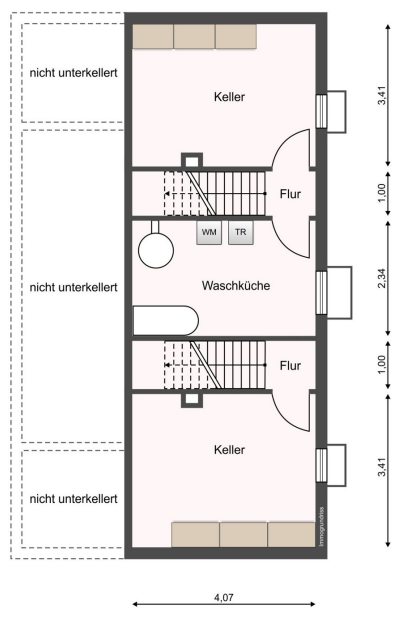 nicht unterkellert
Keller
3,41
Flur
1,00
WM
TR
nicht unterkellert
Waschküche
2,34
Flur
1,00
Keller
3,41
nicht unterkellert
Immogrundriss
4,07